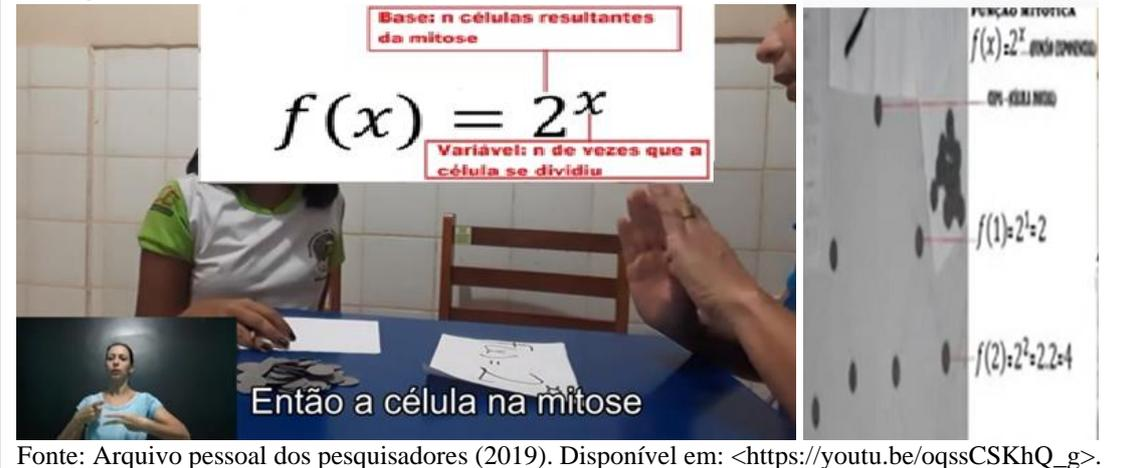 Base: n células resultantes
da mitose
f(x) = 2^x
Variável: n de vezes que a
célula se dividiu
Então a célula na mitose
FUNÇÃO MITÓTICA
f(x)=2^x
f(1)=2^1=2
f(2)=2^2=2.2=4
Fonte: Arquivo pessoal dos pesquisadores (2019). Disponível em: <https://youtu.be/oqssCSKhQ_g>.